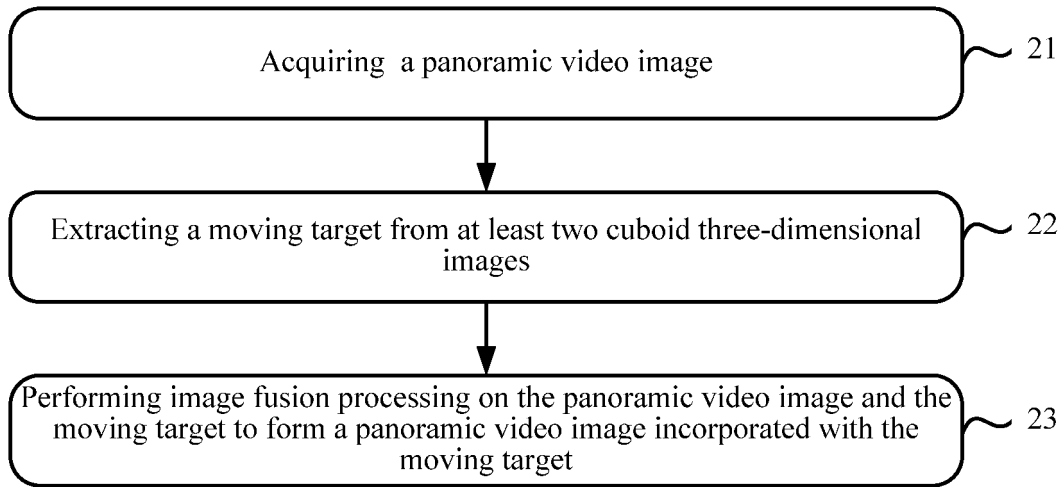 Acquiring a panoramic video image
21
Extracting a moving target from at least two cuboid three-dimensional
images
22
Performing image fusion processing on the panoramic video image and the
moving target to form a panoramic video image incorporated with the
moving target
23